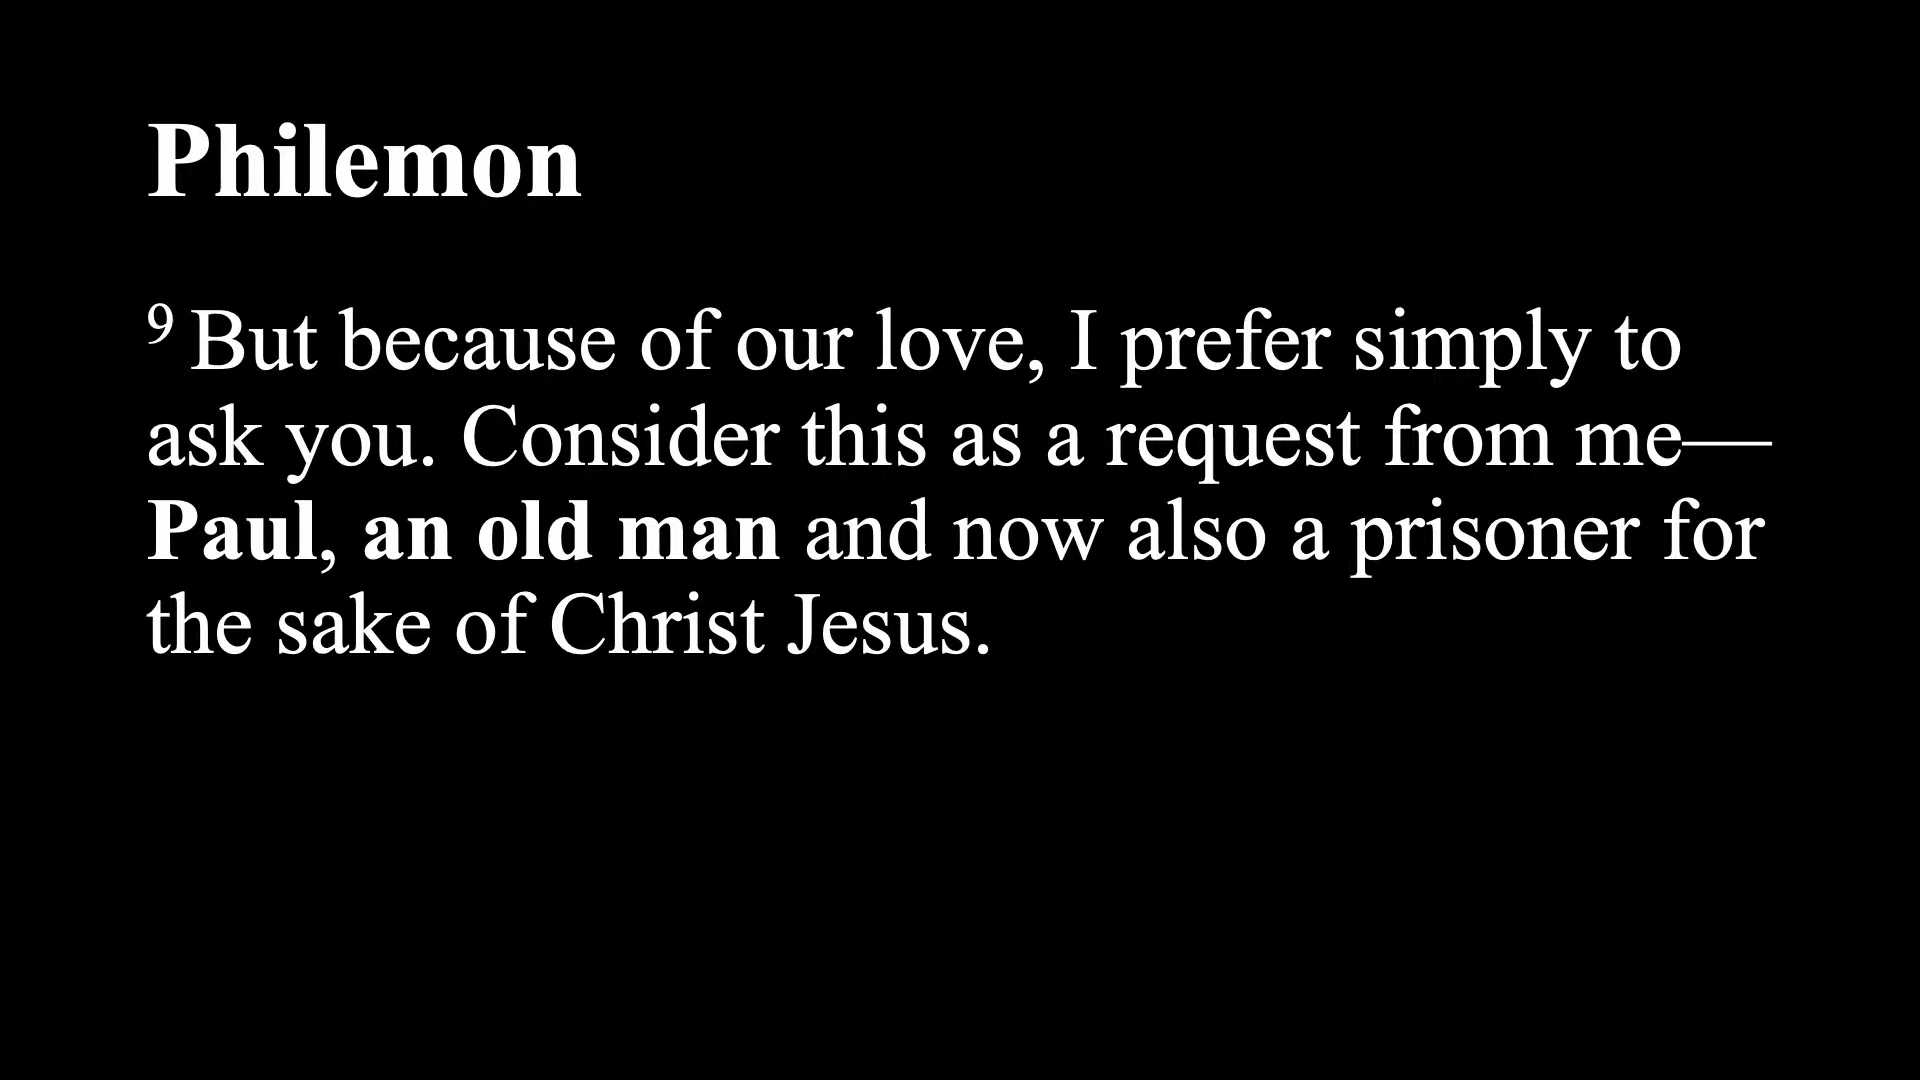 Philemon
9 But because of our love, I prefer simply to
ask you. Consider this as a request from me—
Paul, an old man and now also a prisoner for
the sake of Christ Jesus.